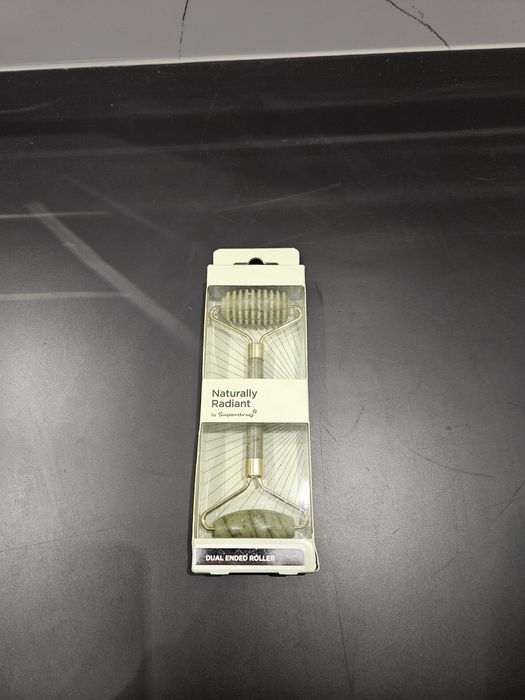 Naturally
Radiant
by Superdrug
DUAL ENDED ROLLER